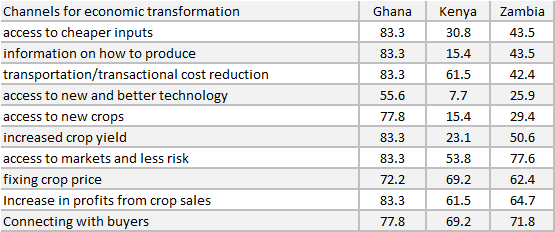 Channels for economic transformation Ghana Kenya Zambia
access to cheaper inputs 83.3 30.8 43.5
information on how to produce 83.3 15.4 43.5
transportation/transactional cost reduction 83.3 61.5 42.4
access to new and better technology 55.6 7.7 25.9
access to new crops 77.8 15.4 29.4
increased crop yield 83.3 23.1 50.6
access to markets and less risk 83.3 53.8 77.6
fixing crop price 72.2 69.2 62.4
Increase in profits from crop sales 83.3 61.5 64.7
Connecting with buyers 77.8 69.2 71.8